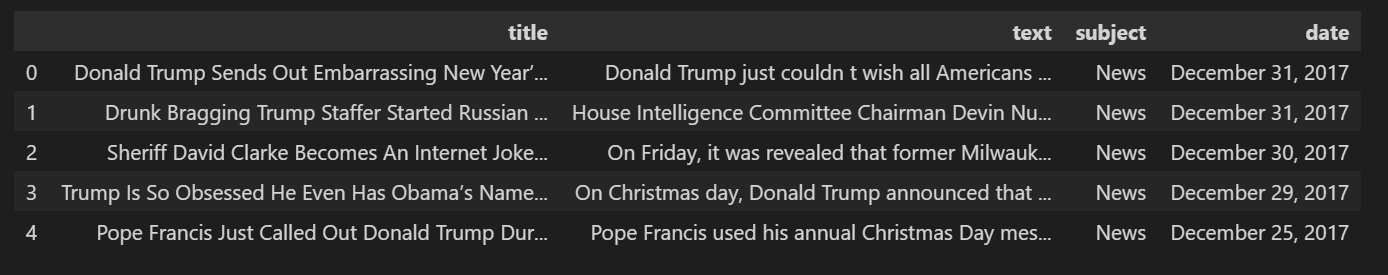 title text subject date
0 Donald Trump Sends Out Embarrassing New Year’... Donald Trump just couldn t wish all Americans ... News December 31, 2017
1 Drunk Bragging Trump Staffer Started Russian ... House Intelligence Committee Chairman Devin Nu... News December 31, 2017
2 Sheriff David Clarke Becomes An Internet Joke... On Friday, it was revealed that former Milwauk... News December 30, 2017
3 Trump Is So Obsessed He Even Has Obama’s Name... On Christmas day, Donald Trump announced that ... News December 29, 2017
4 Pope Francis Just Called Out Donald Trump Dur... Pope Francis used his annual Christmas Day mes... News December 25, 2017